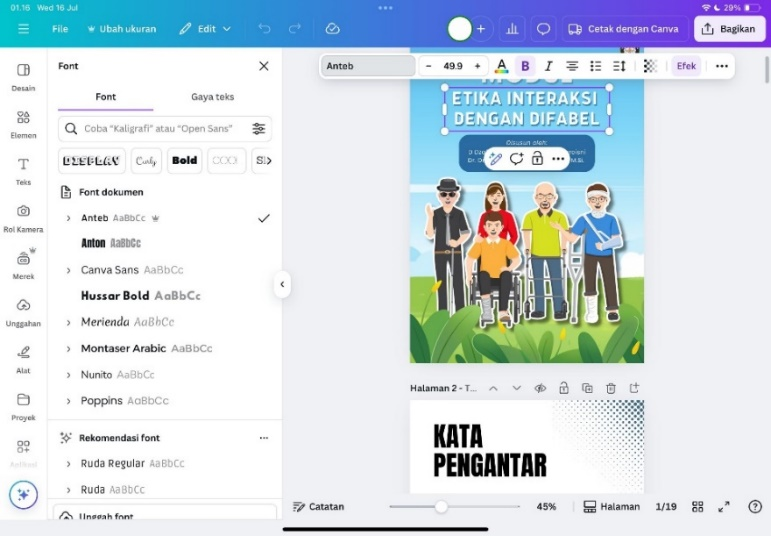 01.16 Wed 16 Jul
29%
File
Ubah ukuran
Edit
Cetak dengan Canva
Bagikan
Desain
Elemen
Teks
Rol Kamera
Merek
Unggahan
Alat
Proyek
Aplikasi
Font
Font
Gaya teks
Coba "Kaligrafi" atau "Open Sans"
DISPLAY
Curly
Bold
COO
Font dokumen
Anteb AaBbCc
Anton AaBbCc
Canva Sans AaBbCc
Hussar Bold AaBbCc
Merienda AaBbCc
Montaser Arabic AaBbCc
Nunito AaBbCc
Poppins AaBbCc
Rekomendasi font
Ruda Regular AaBbCc
Ruda AaBbCc
Unggah font
Anteb
- 49.9 +
A
B
I
Efek
MODUL
ETIKA INTERAKSI
DENGAN DIFABEL
Disusun oleh:
Halaman 2 - T...
KATA
PENGANTAR
Catatan
45%
Halaman
1/19